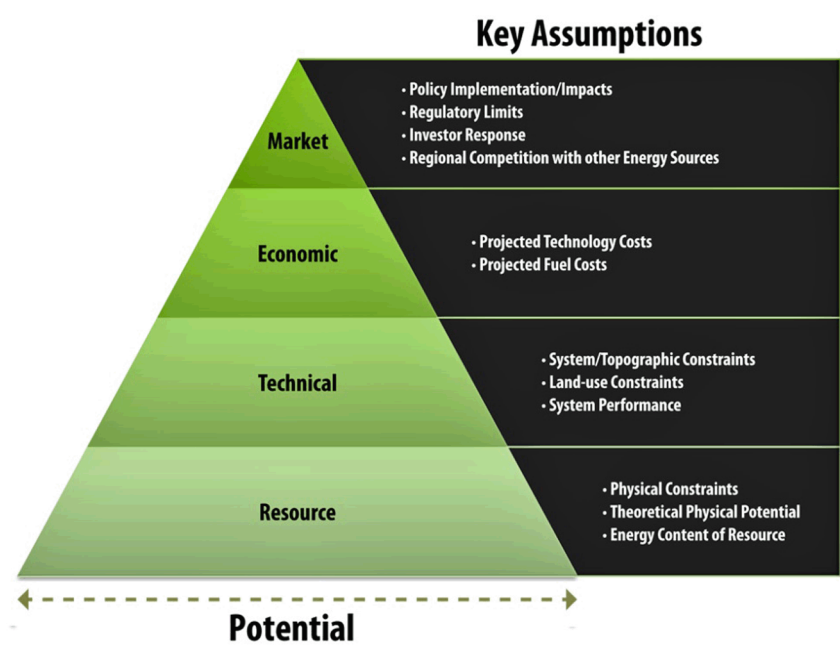 Key Assumptions
Market
• Policy Implementation/Impacts
• Regulatory Limits
• Investor Response
• Regional Competition with other Energy Sources
Economic
• Projected Technology Costs
• Projected Fuel Costs
Technical
• System/Topographic Constraints
• Land-use Constraints
• System Performance
Resource
• Physical Constraints
• Theoretical Physical Potential
• Energy Content of Resource
Potential